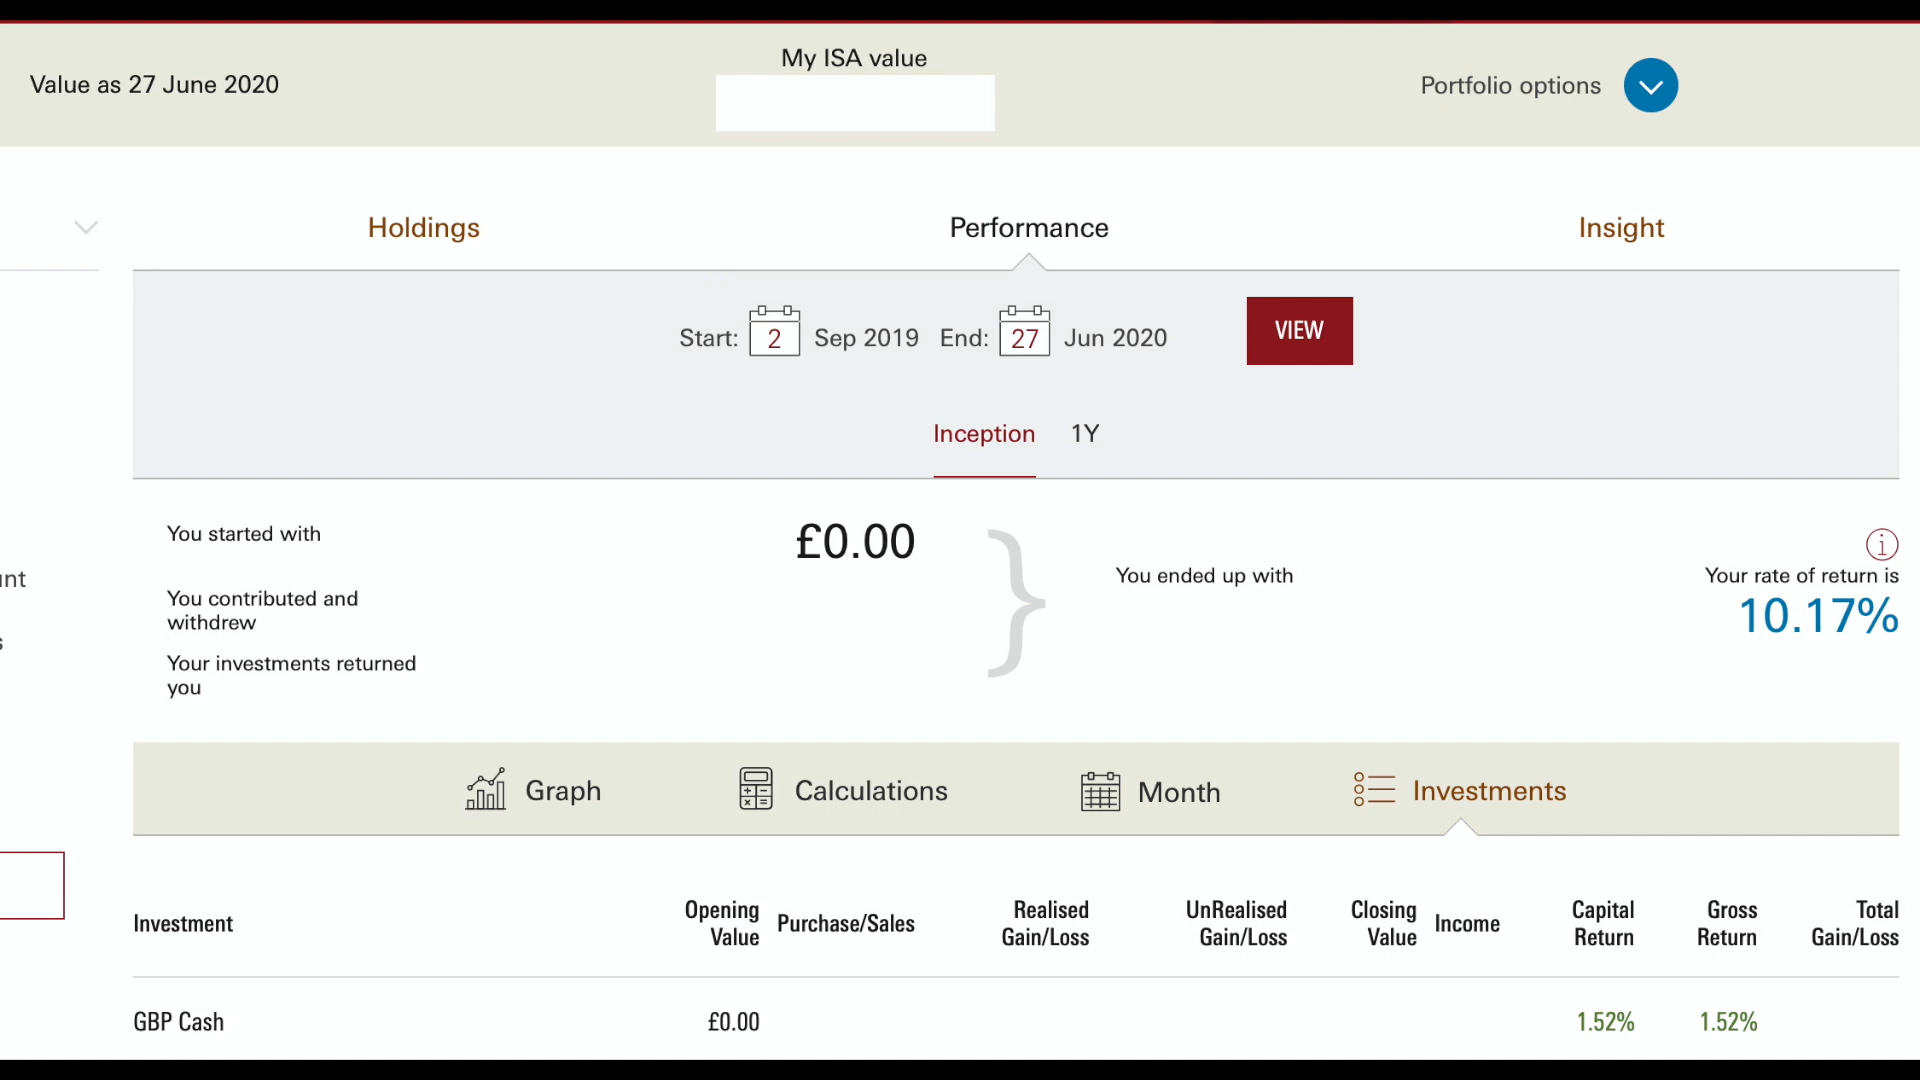 My ISA value
Value as 27 June 2020
Portfolio options
Holdings
Performance
Insight
Start: 2 Sep 2019 End: 27 Jun 2020
VIEW
Inception 1Y
You started with
£0.00
You contributed and
withdrew
Your investments returned
you
You ended up with
Your rate of return is
10.17%
Graph
Calculations
Month
Investments
Investment
Opening
Value
Purchase/Sales
Realised
Gain/Loss
UnRealised
Gain/Loss
Closing
Value
Income
Capital
Return
Gross
Return
Total
Gain/Loss
GBP Cash £0.00 1.52% 1.52%